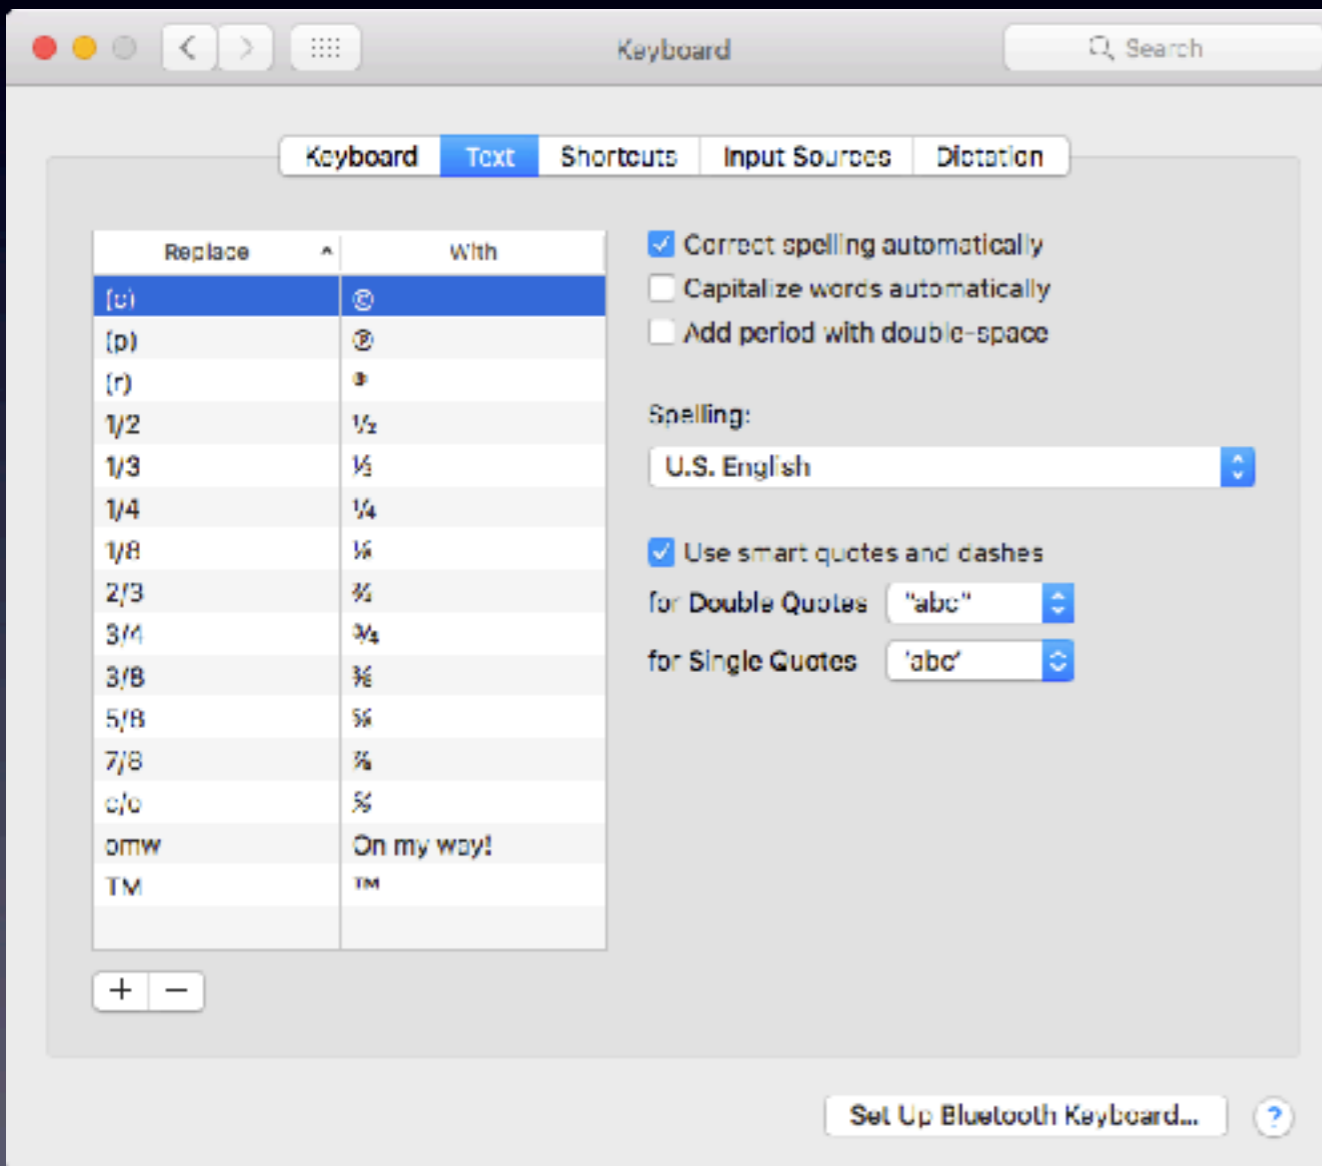 Keyboard
Search
Keyboard Text Shortcuts Input Sources Dictation
Replace With
(c) ©
(p) ℗
(r) ®
1/2 ½
1/3 ⅓
1/4 ¼
1/8 ⅛
2/3 ⅔
3/4 ¾
3/8 ⅜
5/8 ⅝
7/8 ⅞
c/o ℅
omw On my way!
TM ™
+ −
Correct spelling automatically
Capitalize words automatically
Add period with double-space
Spelling:
U.S. English
Use smart quotes and dashes
for Double Quotes "abc"
for Single Quotes 'abc'
Set Up Bluetooth Keyboard...
?